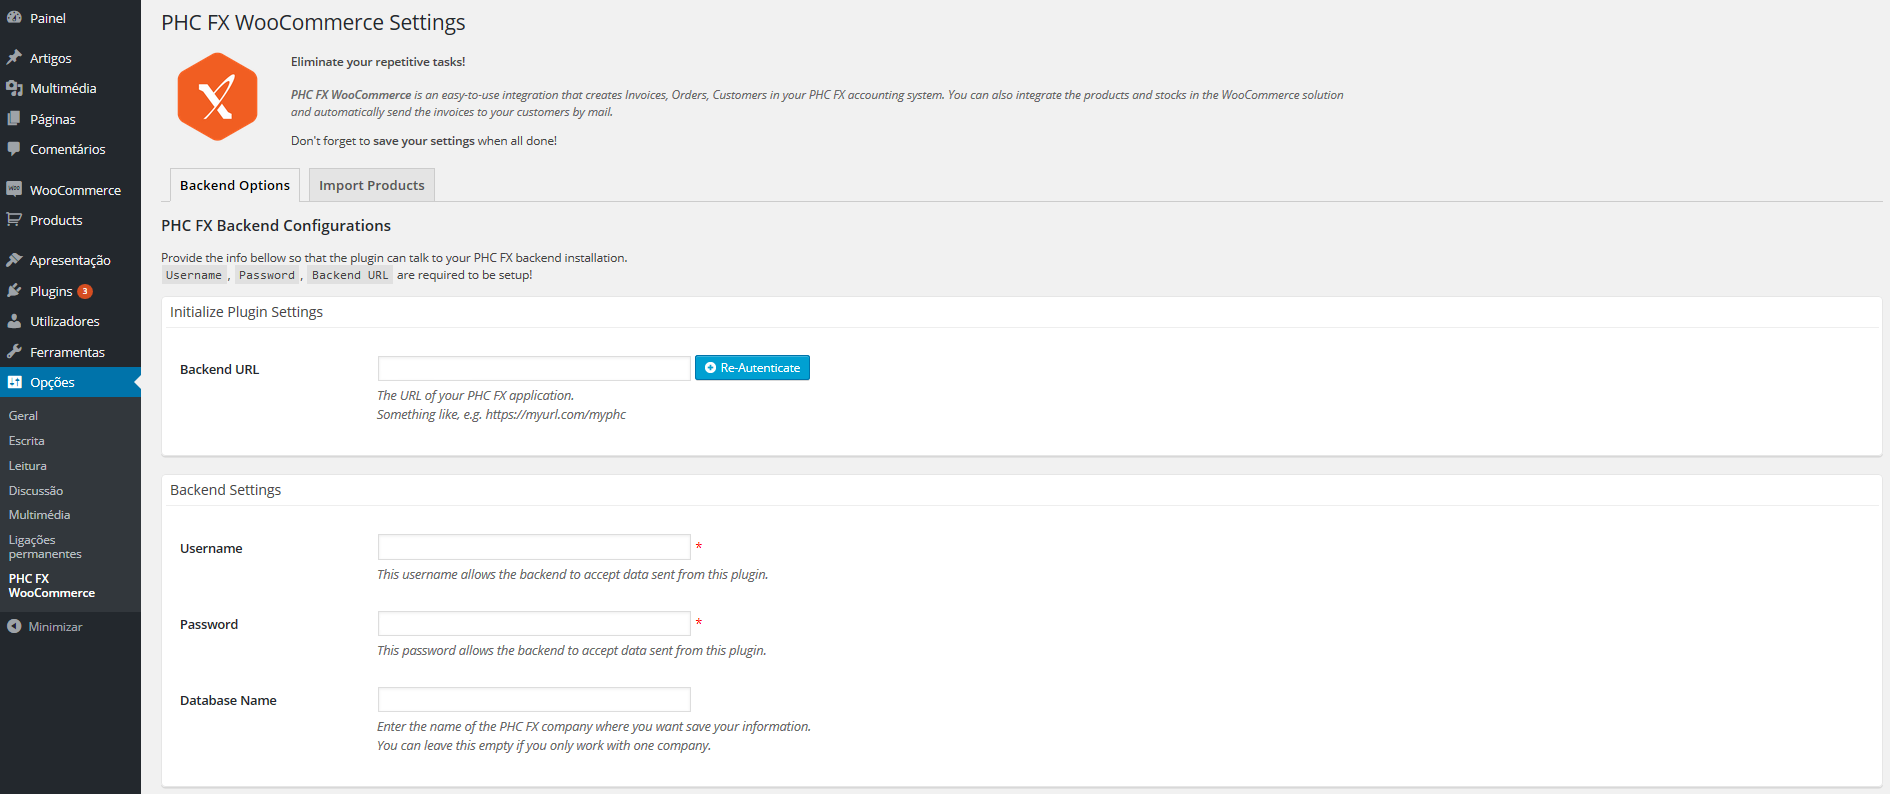 Painel
Artigos
Multimédia
Páginas
Comentários
WooCommerce
Products
Apresentação
Plugins 3
Utilizadores
Ferramentas
Opções
Geral
Escrita
Leitura
Discussão
Multimédia
Ligações
permanentes
PHC FX
WooCommerce
Minimizar
PHC FX WooCommerce Settings
Eliminate your repetitive tasks!
PHC FX WooCommerce is an easy-to-use integration that creates Invoices, Orders, Customers in your PHC FX accounting system. You can also integrate the products and stocks in the WooCommerce solution
and automatically send the invoices to your customers by mail.
Don't forget to save your settings when all done!
Backend Options Import Products
PHC FX Backend Configurations
Provide the info bellow so that the plugin can talk to your PHC FX backend installation.
Username, Password, Backend URL are required to be setup!
Initialize Plugin Settings
Backend URL Re-Autenticate
The URL of your PHC FX application.
Something like, e.g. https://myurl.com/myphc
Backend Settings
Username *
This username allows the backend to accept data sent from this plugin.
Password *
This password allows the backend to accept data sent from this plugin.
Database Name
Enter the name of the PHC FX company where you want save your information.
You can leave this empty if you only work with one company.